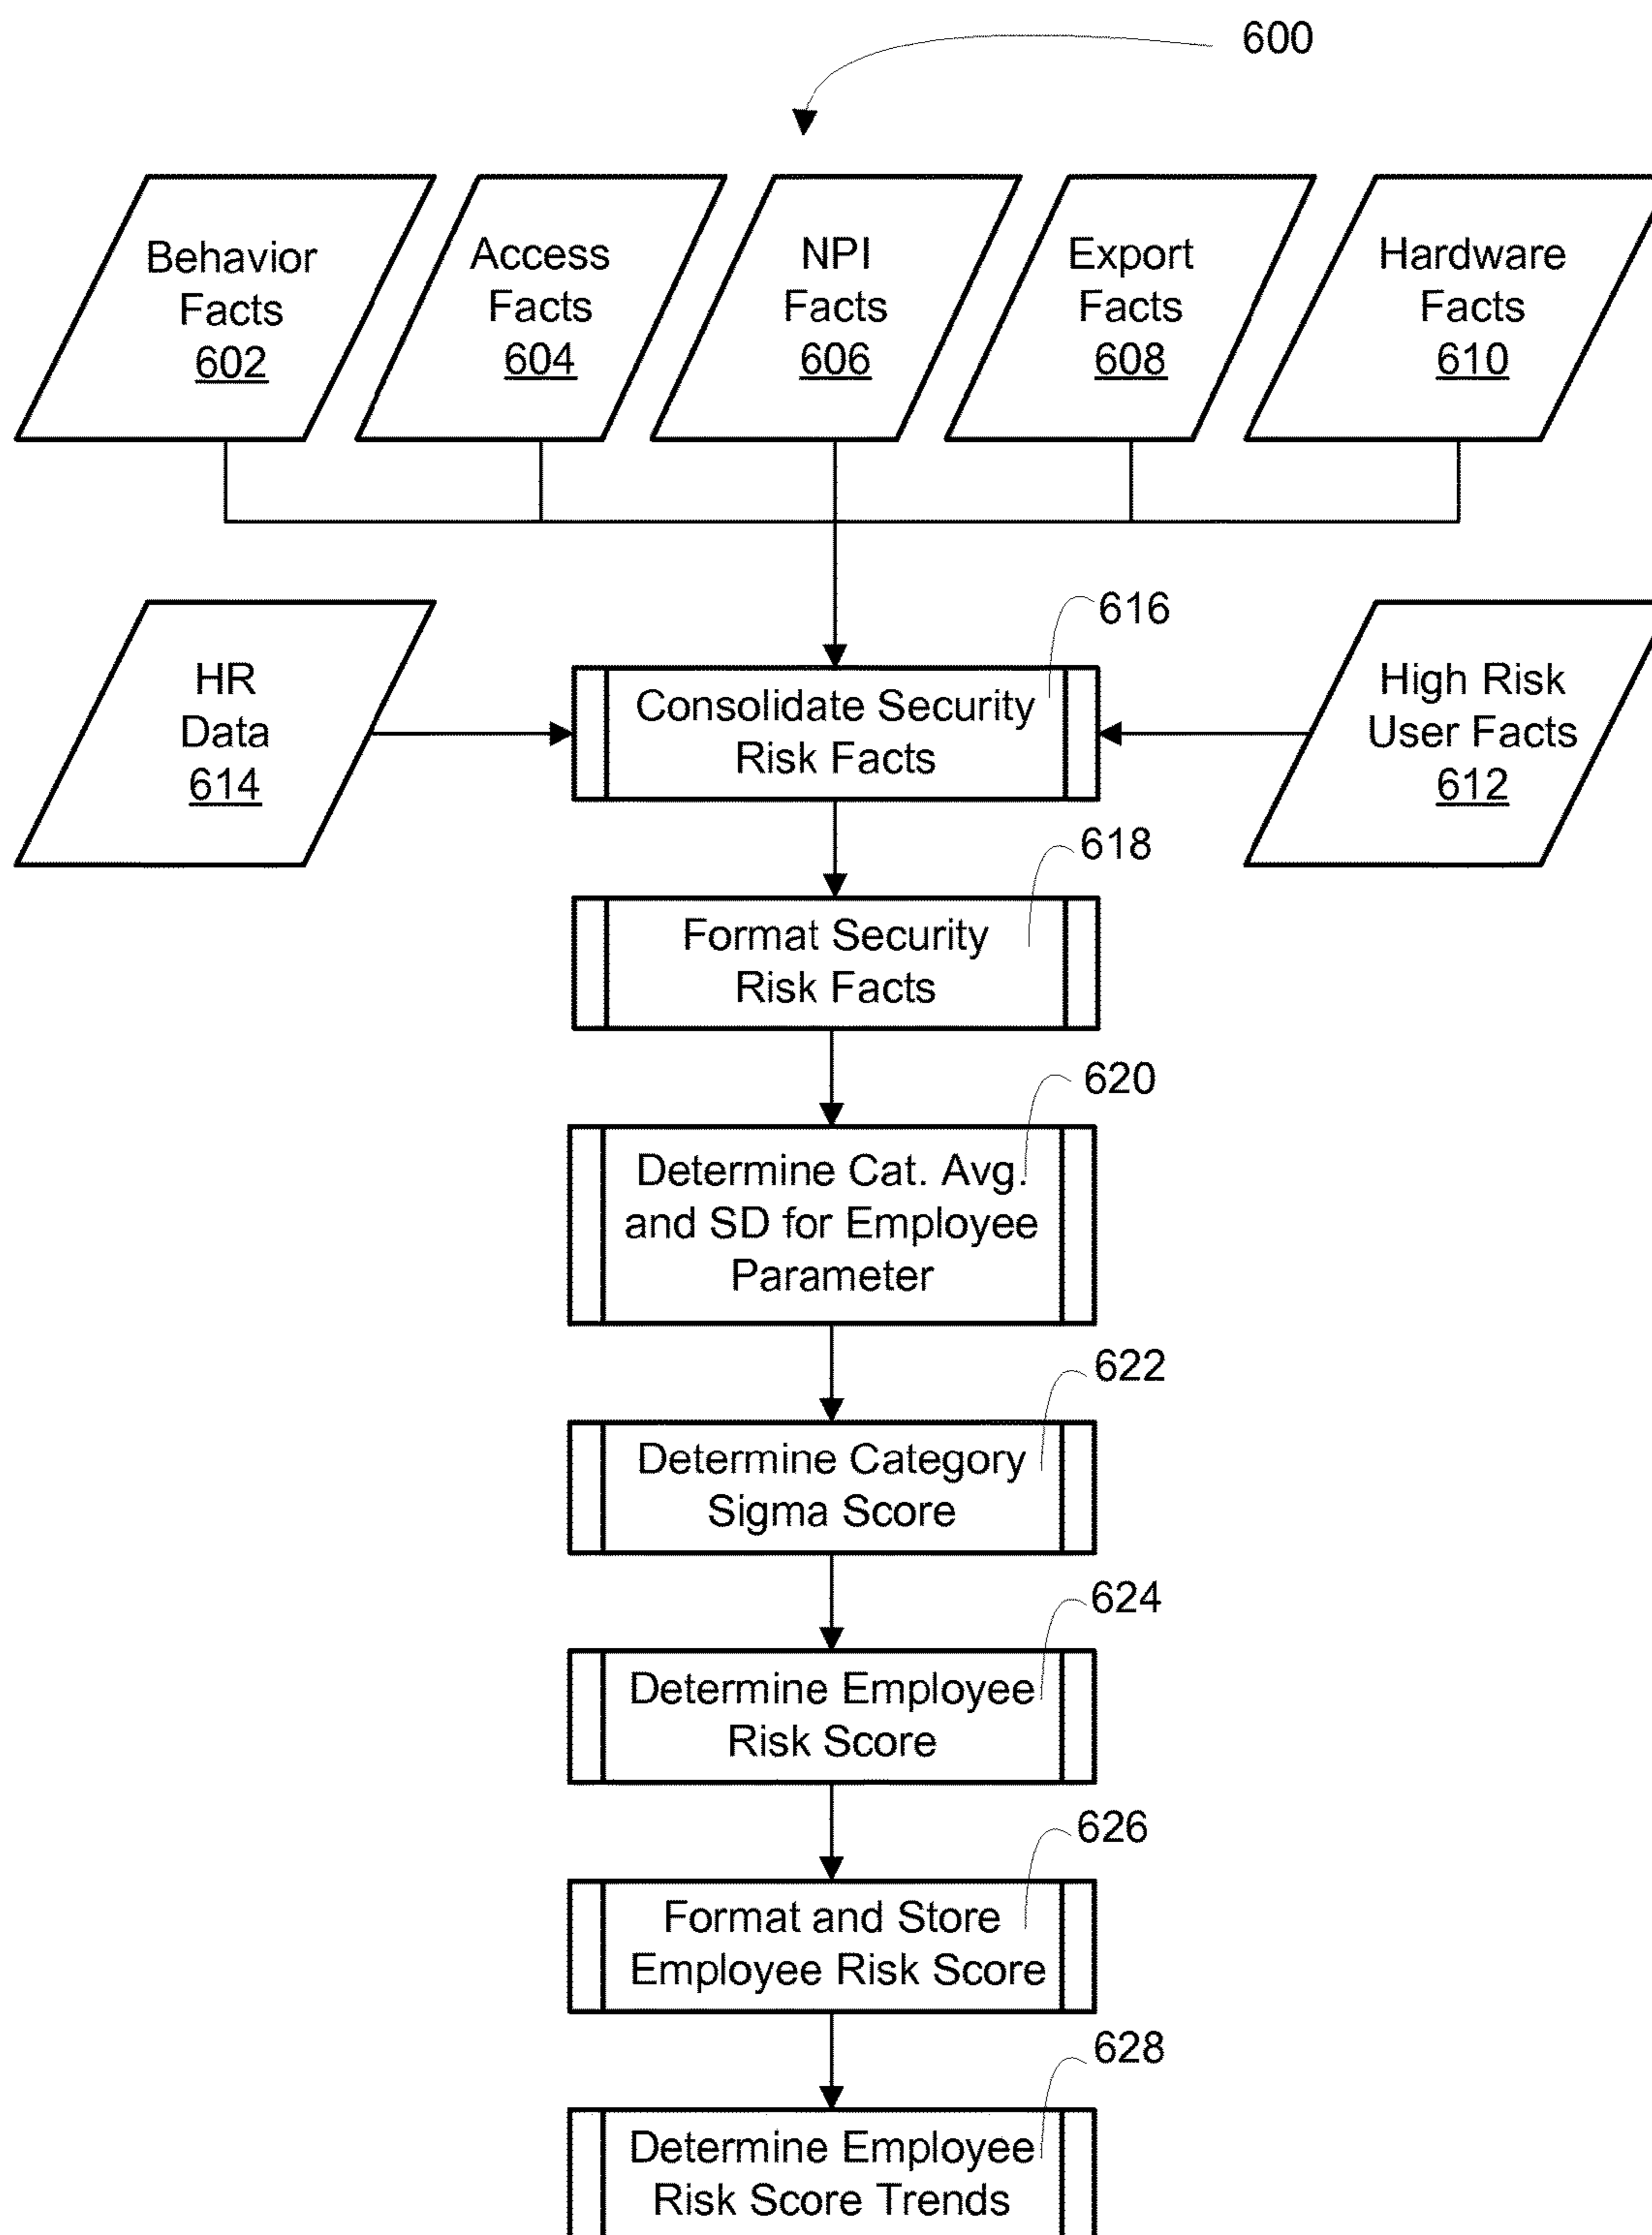 600
Behavior
Facts
602
Access
Facts
604
NPI
Facts
606
Export
Facts
608
Hardware
Facts
610
616
HR
Data
614
Consolidate Security
Risk Facts
High Risk
User Facts
612
618
Format Security
Risk Facts
620
Determine Cat. Avg.
and SD for Employee
Parameter
622
Determine Category
Sigma Score
624
Determine Employee
Risk Score
626
Format and Store
Employee Risk Score
628
Determine Employee
Risk Score Trends